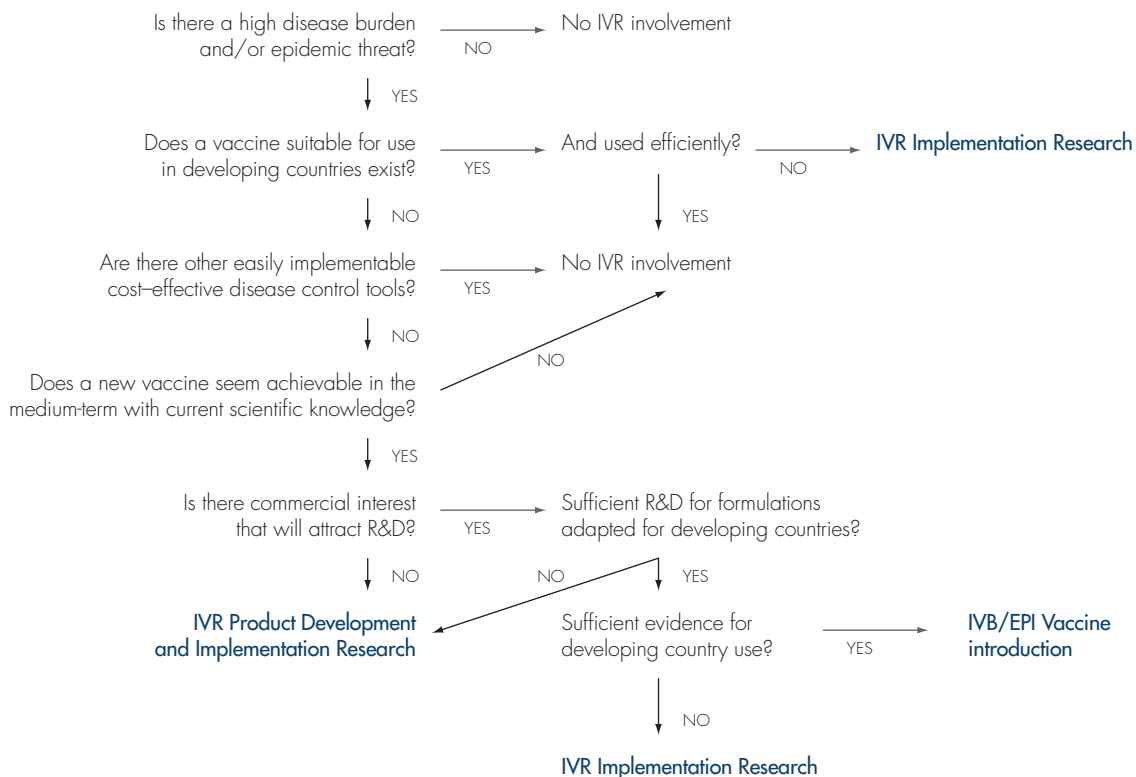 Is there a high disease burden
and/or epidemic threat?
NO
No IVR involvement
YES
Does a vaccine suitable for use
in developing countries exist?
YES
And used efficiently?
NO
IVR Implementation Research
NO
YES
Are there other easily implementable
cost–effective disease control tools?
YES
No IVR involvement
NO
NO
Does a new vaccine seem achievable in the
medium-term with current scientific knowledge?
YES
Is there commercial interest
that will attract R&D?
YES
Sufficient R&D for formulations
adapted for developing countries?
NO
NO
YES
IVR Product Development
and Implementation Research
Sufficient evidence for
developing country use?
YES
IVB/EPI Vaccine
introduction
NO
IVR Implementation Research